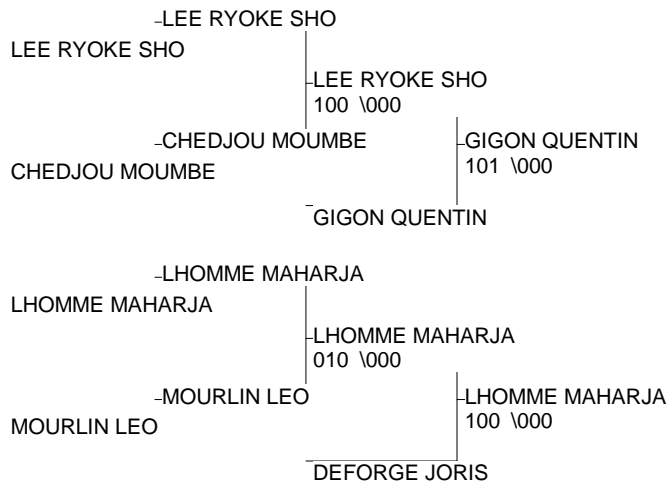 LEE RYOKE SHO
LEE RYOKE SHO
LEE RYOKE SHO
100 \000
CHEDJOU MOUMBE
GIGON QUENTIN
CHEDJOU MOUMBE
101 \000
GIGON QUENTIN
LHOMME MAHARJA
LHOMME MAHARJA
LHOMME MAHARJA
010 \000
MOURLIN LEO
LHOMME MAHARJA
MOURLIN LEO
100 \000
DEFORGE JORIS